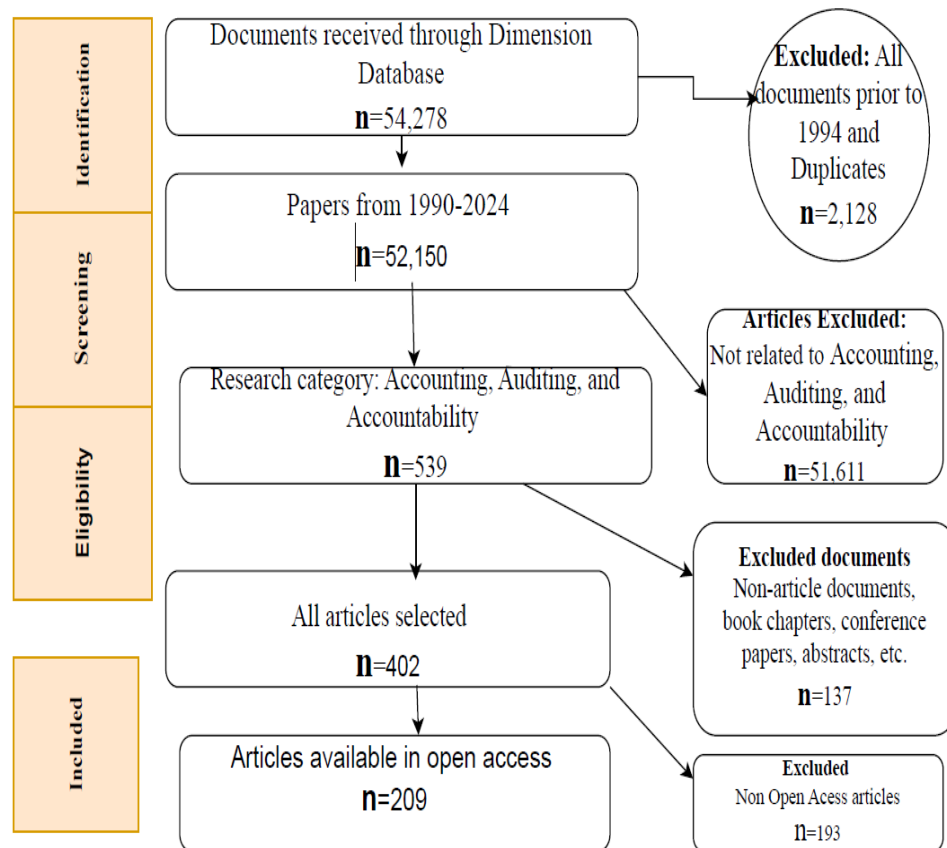 Identification
Documents received through Dimension
Database
n=54,278
Excluded: All
documents prior to
1994 and
Duplicates
n=2,128
Screening
Papers from 1990-2024
n=52,150
Articles Excluded:
Not related to Accounting,
Auditing, and
Accountability
n=51,611
Eligibility
Research category: Accounting, Auditing, and
Accountability
n=539
Excluded documents
Non-article documents,
book chapters, conference
papers, abstracts, etc.
n=137
All articles selected
n=402
Included
Articles available in open access
n=209
Excluded
Non Open Acess articles
n=193